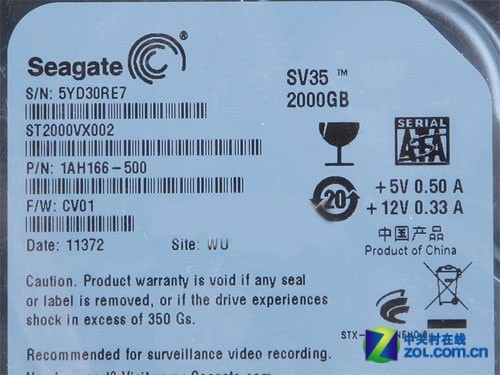 Seagate
S/N: 5YD30RE7
SV35 ™
2000GB
ST2000VX002
SERIAL
ATA
P/N: 1AH166-500
+5V 0.50 A
20
+12V 0.33 A
F/W: CV01
中国产品
Date: 11372 Site: WU
Product of China
Caution. Product warranty is void if any seal
or label is removed, or if the drive experiences
shock in excess of 350 Gs.
Recommended for surveillance video recording.
中关村在线
ZOL.com.cn